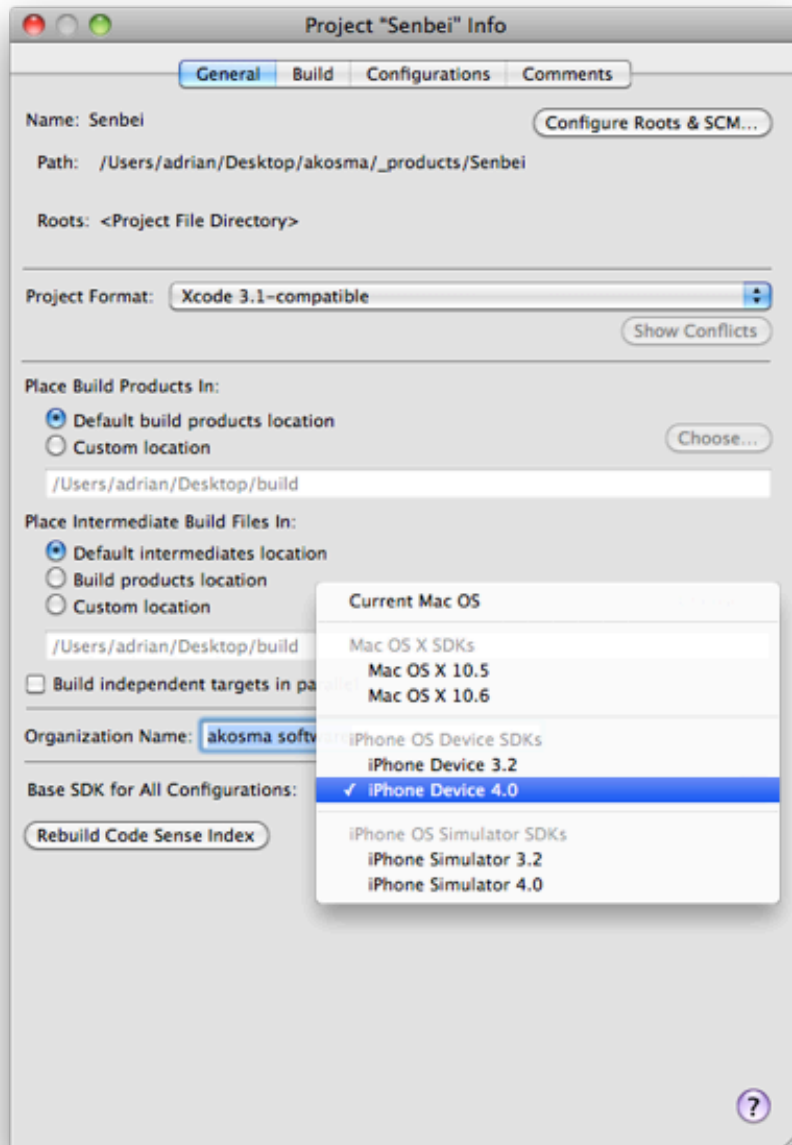 Project "Senbei" Info
General Build Configurations Comments
Name: Senbei Configure Roots & SCM...
Path: /Users/adrian/Desktop/akosma/_products/Senbei
Roots: <Project File Directory>
Project Format: Xcode 3.1-compatible
Show Conflicts
Place Build Products In:
Default build products location
Custom location Choose...
/Users/adrian/Desktop/build
Place Intermediate Build Files In:
Default intermediates location
Build products location
Custom location
/Users/adrian/Desktop/build
Build independent targets in parallel
Organization Name: akosma software
Base SDK for All Configurations:
Rebuild Code Sense Index
Current Mac OS
Mac OS X SDKs
Mac OS X 10.5
Mac OS X 10.6
iPhone OS Device SDKs
iPhone Device 3.2
✓ iPhone Device 4.0
iPhone OS Simulator SDKs
iPhone Simulator 3.2
iPhone Simulator 4.0
?